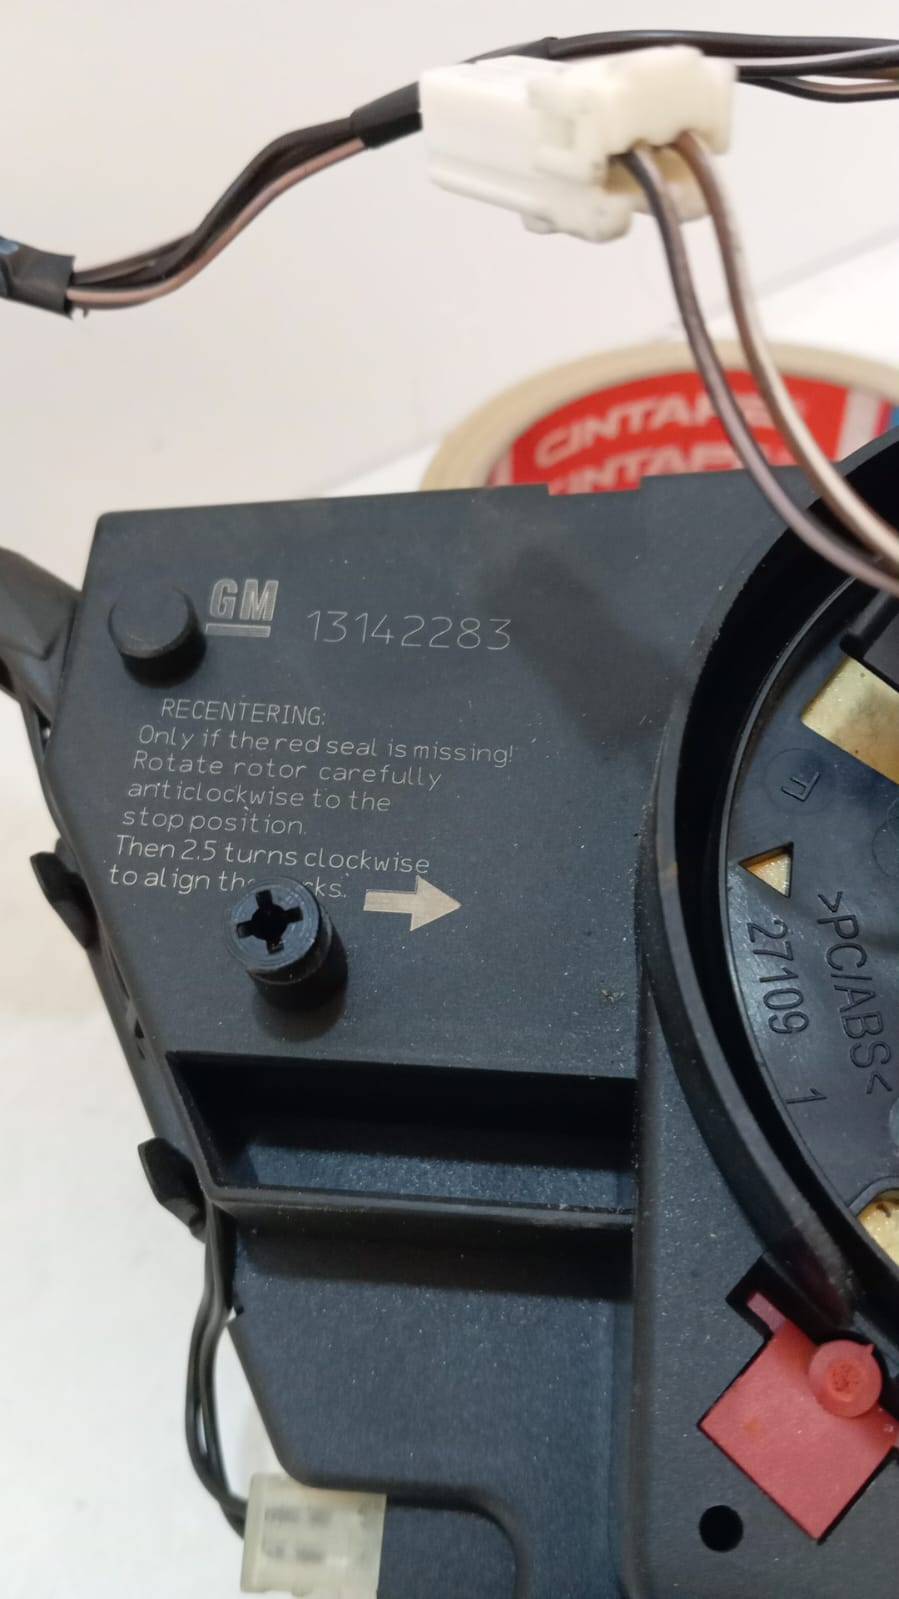 CINTAPE
GM 13142283
RECENTERING:
Only if the red seal is missing!
Rotate rotor carefully
anticlockwise to the
stop position.
Then 2.5 turns clockwise
to align
F
>PC/ABS<
27109 1